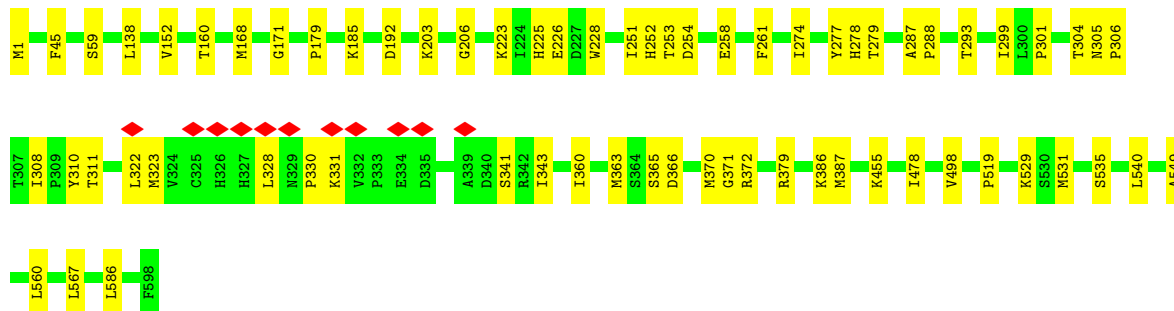 M1 F45 S59 L138 V152 T160 M168 G171 P179 K185 D192 K203 G206 K223 I224 H225 E226 D227 W228 I251 H252 T253 D254 E258 F261 I274 Y277 H278 T279 A287 P288 T293 I299 L300 P301 T304 N305 P306
T307 I308 P309 Y310 T311 L322 M323 V324 C325 H326 H327 L328 N329 P330 K331 V332 P333 E334 D335 A339 D340 S341 R342 I343 I360 M363 S364 S365 D366 M370 G371 R372 R379 K386 M387 K455 I478 V498 P519 K529 S530 M531 S535 L540
L560 L567 L586 F598